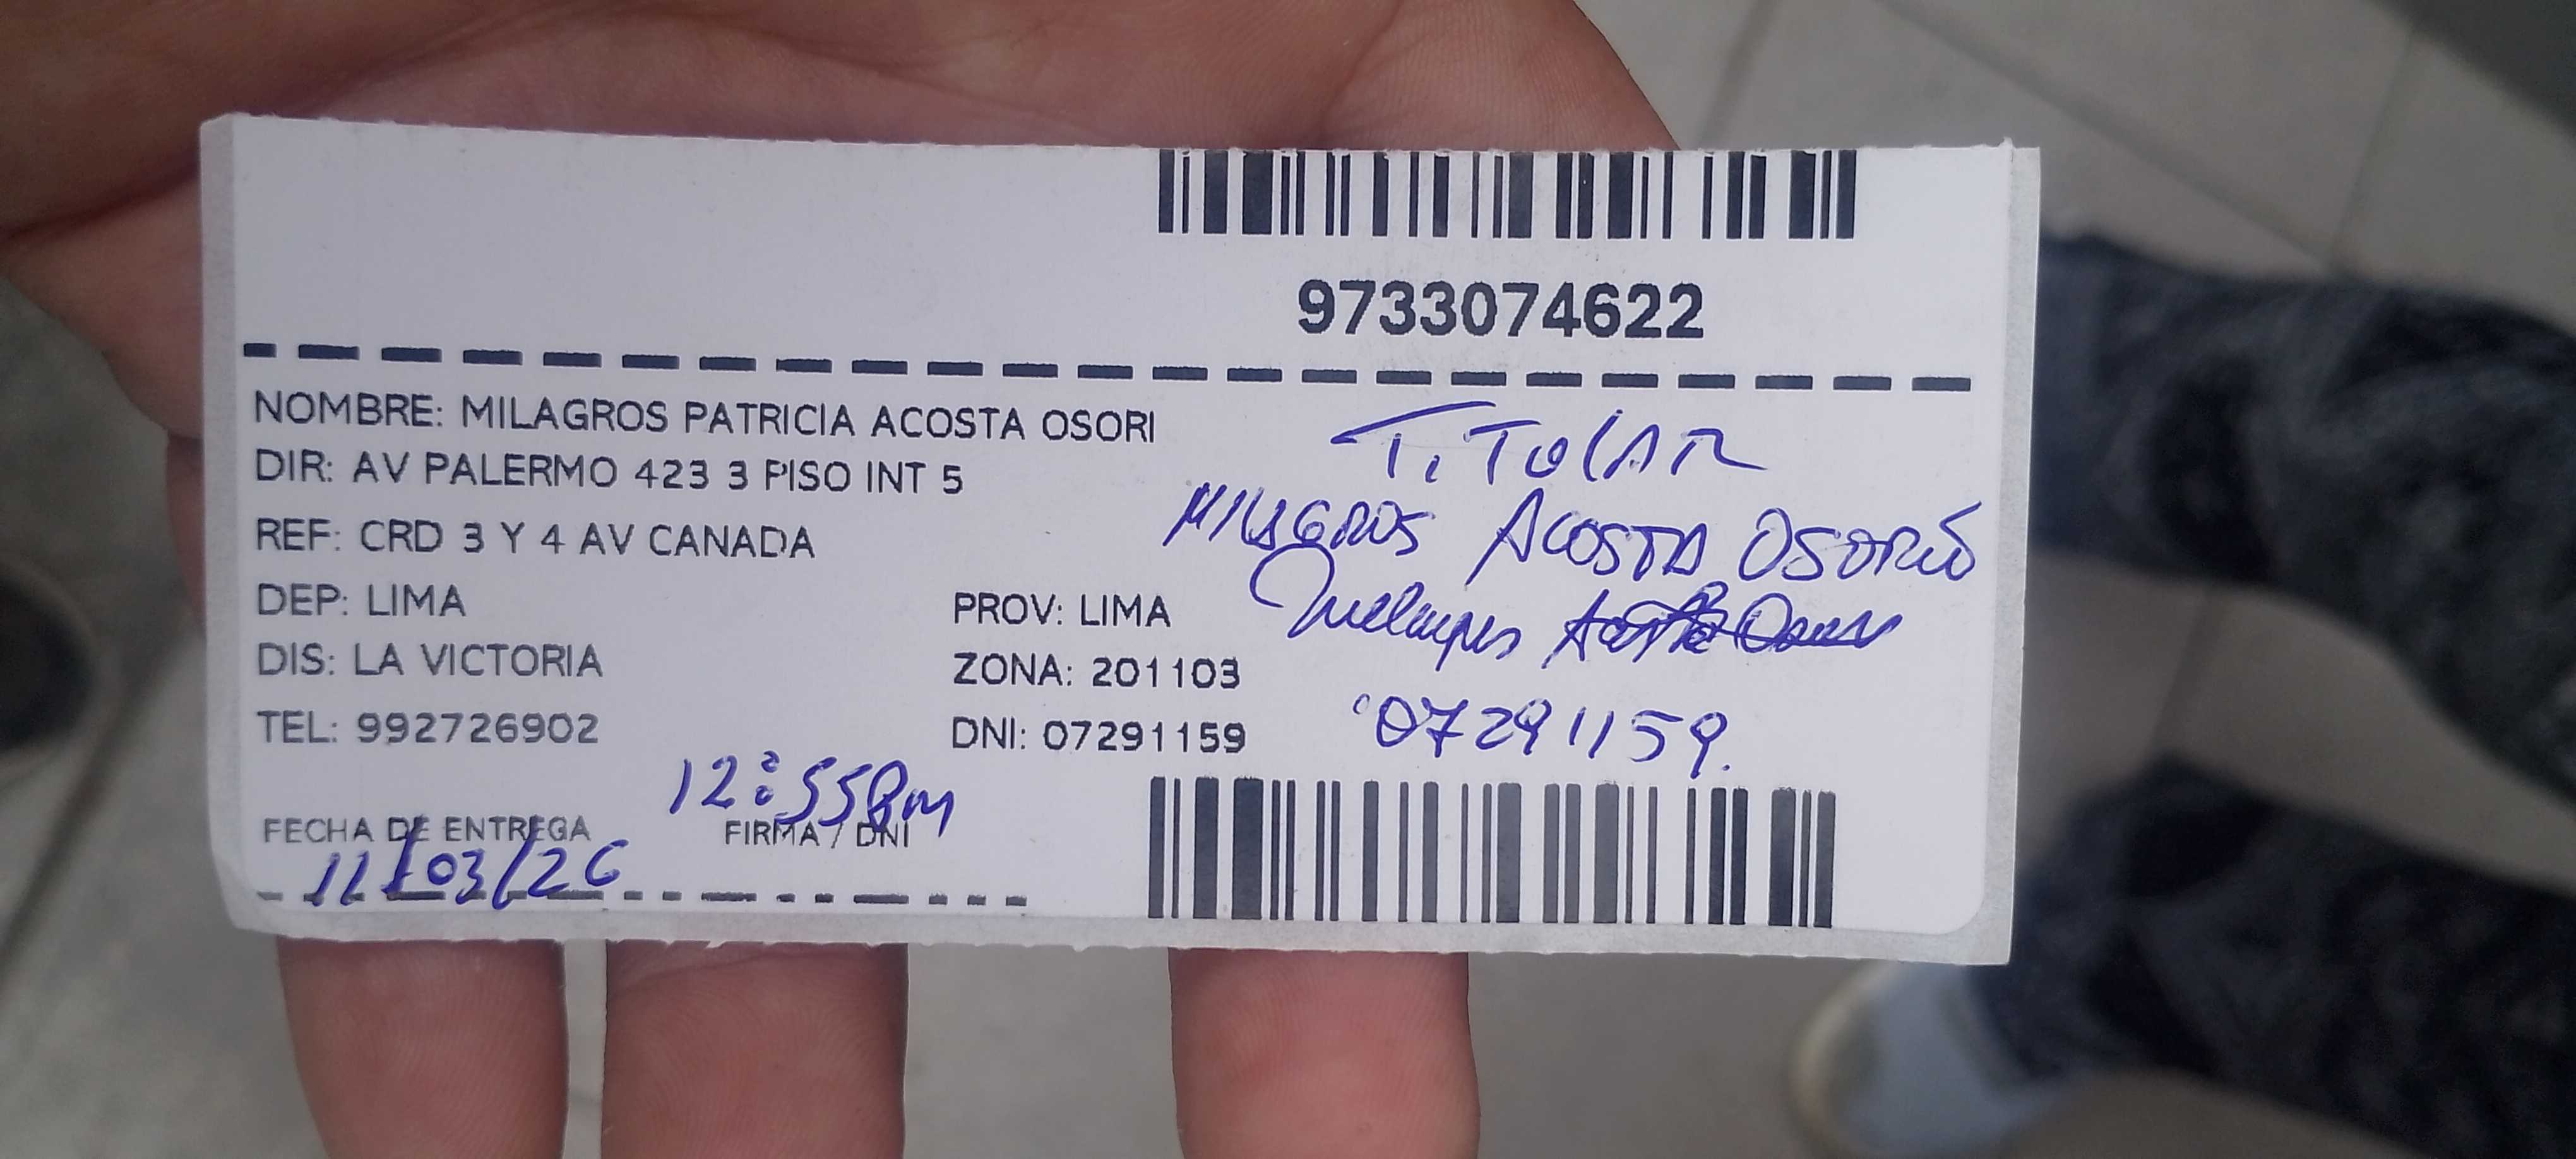 9733074622
NOMBRE: MILAGROS PATRICIA ACOSTA OSORI
TITULAR
DIR: AV PALERMO 423 3 PISO INT 5
MILAGROS ACOSTA OSORIO
REF: CRD 3 Y 4 AV CANADA
DEP: LIMA
PROV: LIMA
Milagros Acosta
DIS: LA VICTORIA
ZONA: 201103
TEL: 992726902
DNI: 07291159
07291159.
12:55pm
FECHA DE ENTREGA
FIRMA / DNI
11/03/26